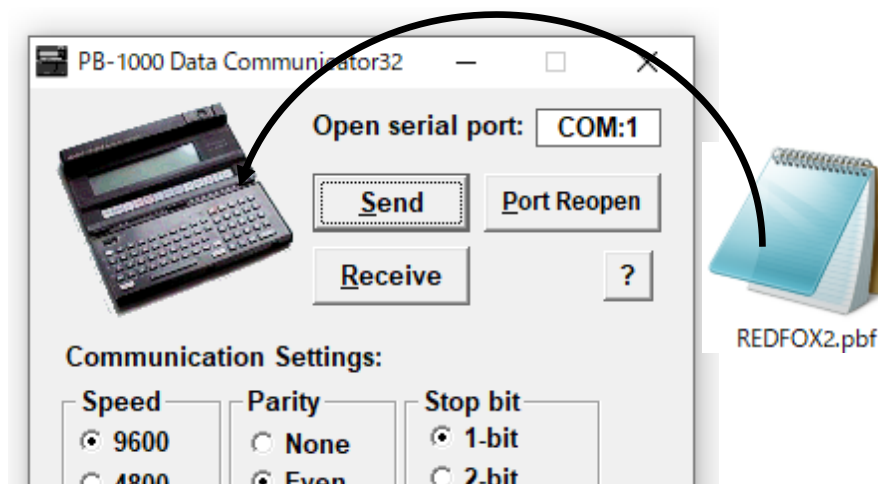 PB-1000 Data Communicator32
Open serial port: COM:1
Send
Port Reopen
Receive
?
REDFOX2.pbf
Communication Settings:
Speed
Parity
Stop bit
9600
None
1-bit
4800
Even
2-bit